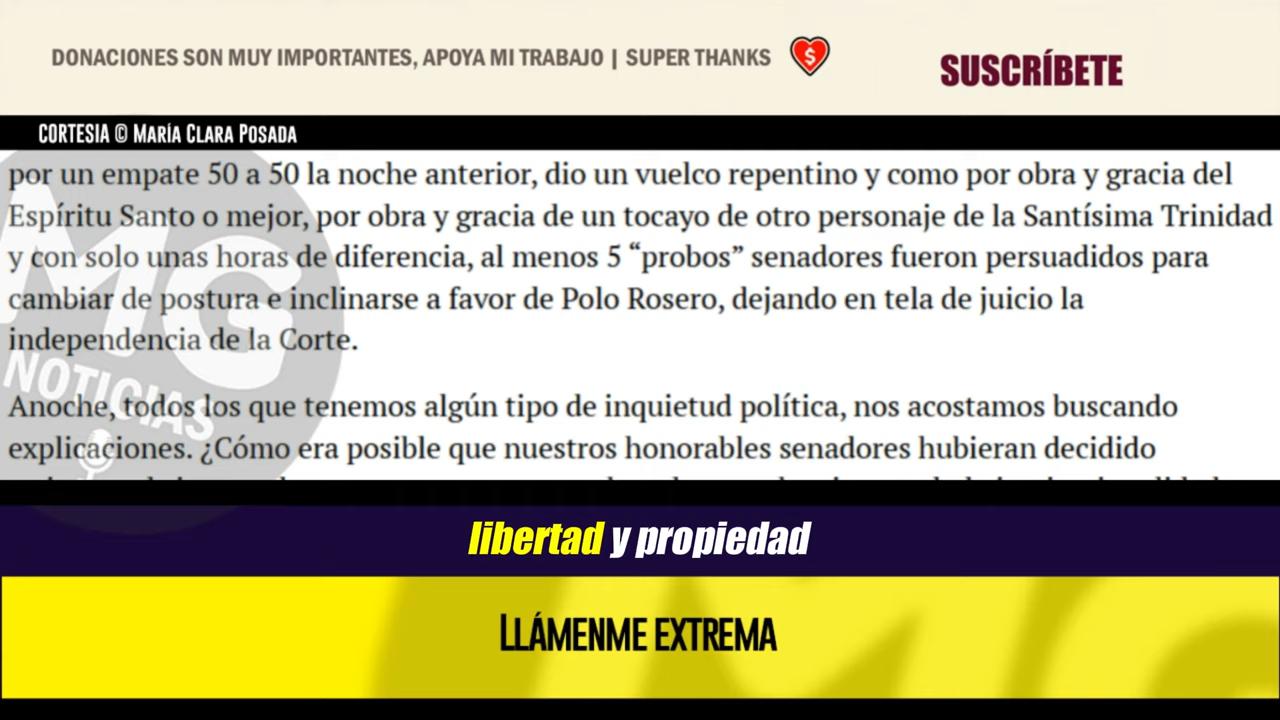 DONACIONES SON MUY IMPORTANTES, APOYA MI TRABAJO | SUPER THANKS
$
SUSCRÍBETE
CORTESIA © MARÍA CLARA POSADA
por un empate 50 a 50 la noche anterior, dio un vuelco repentino y como por obra y gracia del
Espíritu Santo o mejor, por obra y gracia de un tocayo de otro personaje de la Santísima Trinidad
y con solo unas horas de diferencia, al menos 5 “probos” senadores fueron persuadidos para
cambiar de postura e inclinarse a favor de Polo Rosero, dejando en tela de juicio la
independencia de la Corte.
Anoche, todos los que tenemos algún tipo de inquietud política, nos acostamos buscando
explicaciones. ¿Cómo era posible que nuestros honorables senadores hubieran decidido
MG
NOTICIAS
libertad y propiedad
LLÁMENME EXTREMA